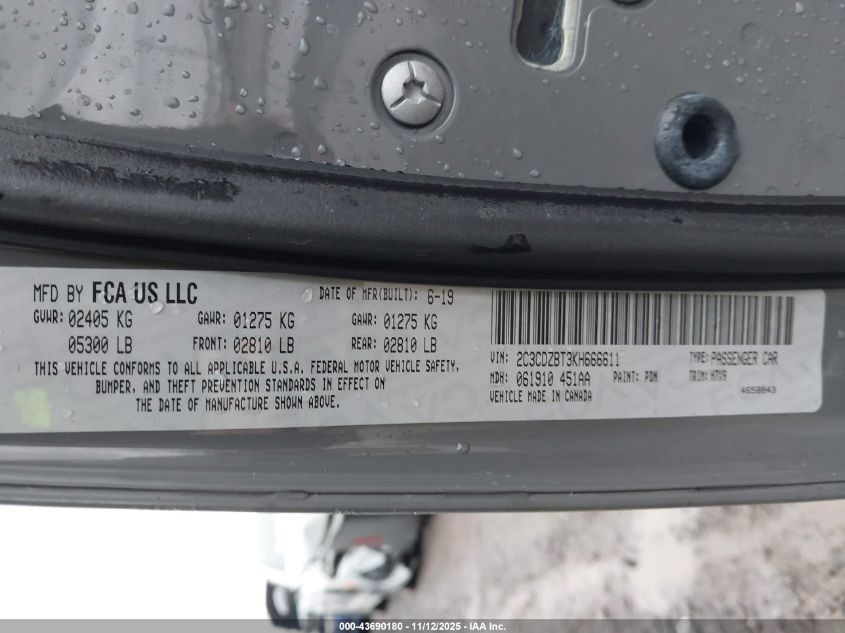 MFD BY FCA US LLC DATE OF MFR(BUILT): 6-19
GVWR: 02405 KG GAWR: 01275 KG GAWR: 01275 KG
05300 LB FRONT: 02810 LB REAR: 02810 LB
THIS VEHICLE CONFORMS TO ALL APPLICABLE U.S.A. FEDERAL MOTOR VEHICLE SAFETY,
BUMPER, AND THEFT PREVENTION STANDARDS IN EFFECT ON
THE DATE OF MANUFACTURE SHOWN ABOVE.
VIN: 2C3CDZBT3KH666611 TYPE: PASSENGER CAR
MDH: 061910 451AA PAINT: PDN TRIM: H7X9
VEHICLE MADE IN CANADA 4658843
000-43690180 - 11/12/2025 - IAA Inc.